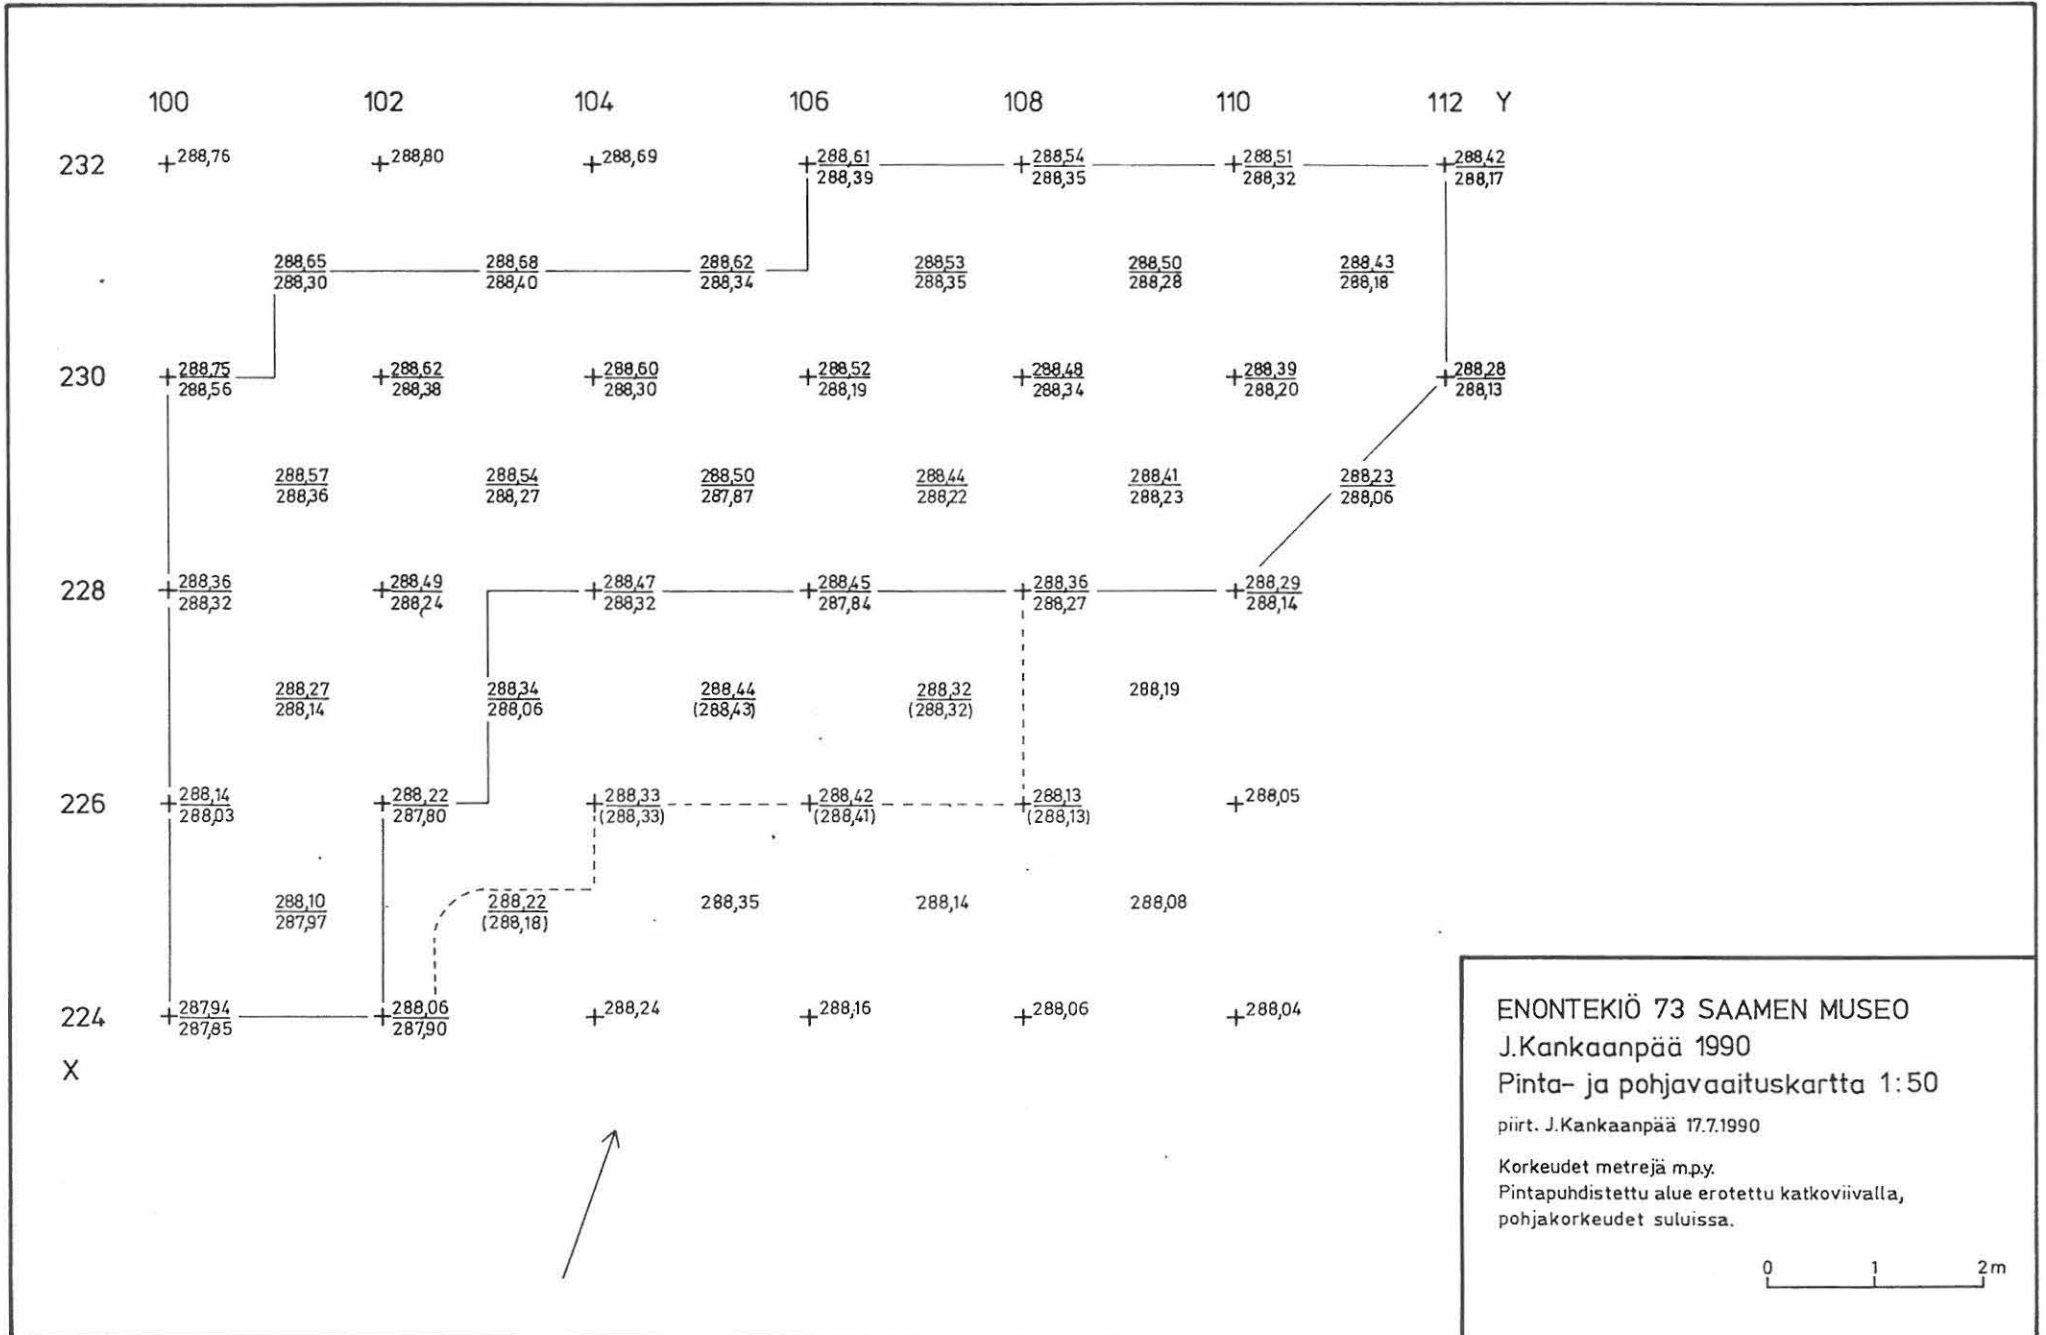 100 102 104 106 108 110 112 Y
232 288,76 288,80 288,69 288,61 288,54 288,51 288,42
288,39 288,35 288,32 288,17
288,65 288,68 288,62 288,53 288,50 288,43
288,30 288,40 288,34 288,35 288,28 288,18
230 288,75 288,62 288,60 288,52 288,48 288,39 288,28
288,56 288,38 288,30 288,19 288,34 288,20 288,13
288,57 288,54 288,50 288,44 288,41 288,23
288,36 288,27 287,87 288,22 288,23 288,06
228 288,36 288,49 288,47 288,45 288,36 288,29
288,32 288,24 288,32 287,84 288,27 288,14
288,27 288,34 288,44 288,32 288,19
288,14 288,06 (288,43) (288,32)
226 288,14 288,22 288,33 288,42 288,13 288,05
288,03 287,80 (288,33) (288,41) (288,13)
288,10 288,22 288,35 288,14 288,08
287,97 (288,18)
224 287,94 288,06 288,24 288,16 288,06 288,04
287,85 287,90
X
ENONTEKIÖ 73 SAAMEN MUSEO
J.Kankaanpää 1990
Pinta- ja pohjavaaituskartta 1:50
piirt. J.Kankaanpää 17.7.1990
Korkeudet metrejä m.p.y.
Pintapuhdistettu alue erotettu katkoviivalla,
pohjakorkeudet suluissa.
0 1 2m